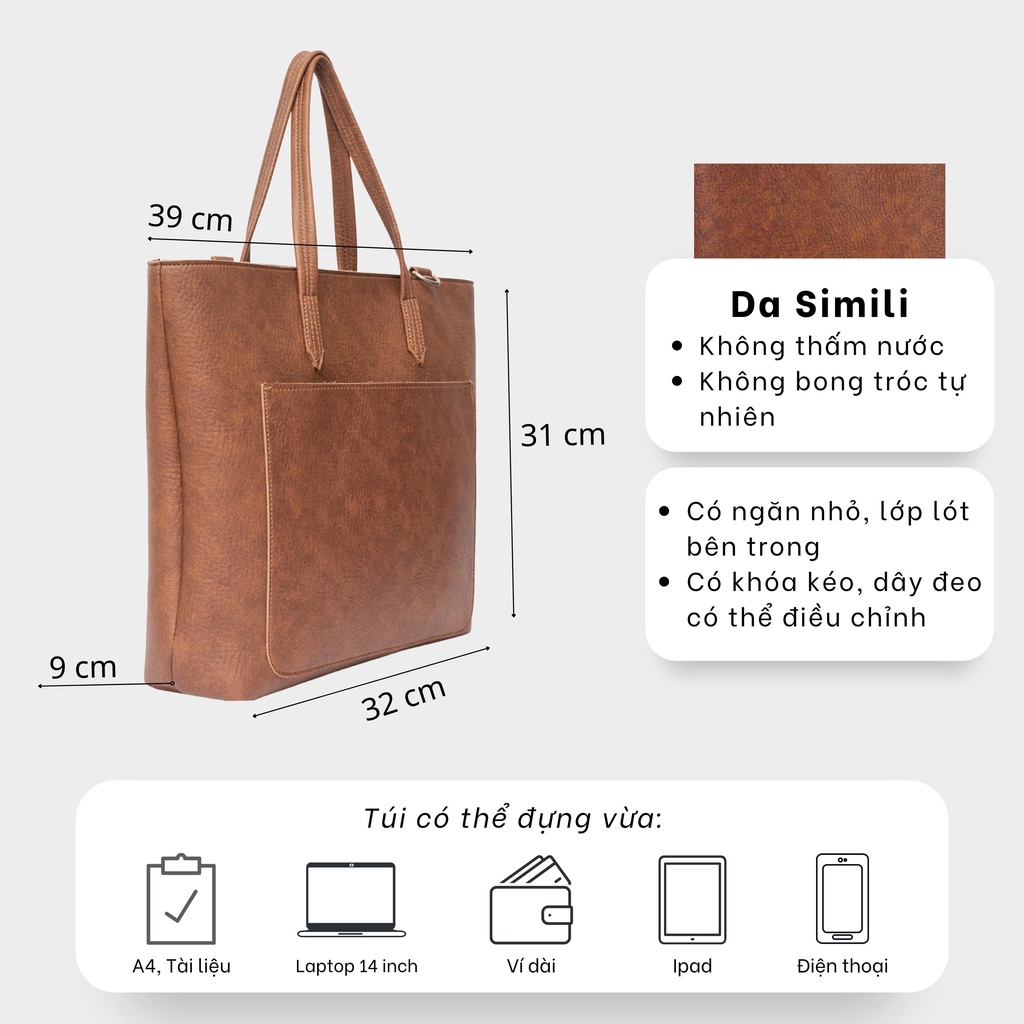 39 cm
31 cm
9 cm
32 cm
Da Simili
• Không thấm nước
• Không bong tróc tự
nhiên
• Có ngăn nhỏ, lớp lót
bên trong
• Có khóa kéo, dây đeo
có thể điều chỉnh
Túi có thể đựng vừa:
A4, Tài liệu
Laptop 14 inch
Ví dài
Ipad
Điện thoại